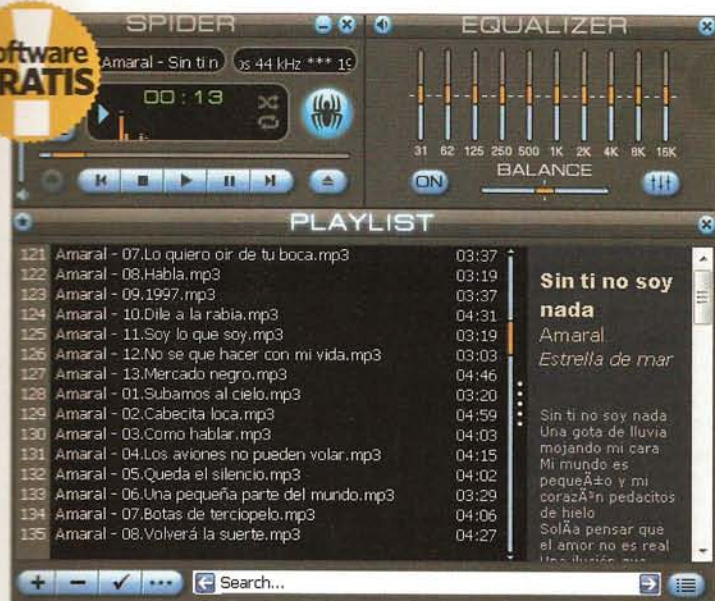 SPIDER
EQUALIZER
oftware
RATIS
Amaral - Sin ti n
os 44 kHz *** 19
00:13
31 62 125 250 500 1K 2K 4K 8K 16K
BALANCE
ON
PLAYLIST
121 Amaral - 07.Lo quiero oir de tu boca.mp3 03:37
122 Amaral - 08.Habla.mp3 03:19
123 Amaral - 09.1997.mp3 03:37
124 Amaral - 10.Dile a la rabia.mp3 04:31
125 Amaral - 11.Soy lo que soy.mp3 03:19
126 Amaral - 12.No se que hacer con mi vida.mp3 03:03
127 Amaral - 13.Mercado negro.mp3 04:46
128 Amaral - 01.Subamos al cielo.mp3 03:20
129 Amaral - 02.Cabecita loca.mp3 04:59
130 Amaral - 03.Como hablar.mp3 04:03
131 Amaral - 04.Los aviones no pueden volar.mp3 04:15
132 Amaral - 05.Queda el silencio.mp3 04:02
133 Amaral - 06.Una pequeña parte del mundo.mp3 03:29
134 Amaral - 07.Botas de terciopelo.mp3 04:06
135 Amaral - 08.Volverá la suerte.mp3 04:27
Sin ti no soy
nada
Amaral
Estrella de mar
Sin ti no soy nada
Una gota de lluvia
mojando mi cara
Mi mundo es
pequeÃ±o y mi
corazÃ³n pedacitos
de hielo
SolÃ­a pensar que
el amor no es real
Una ilusión que
Search...